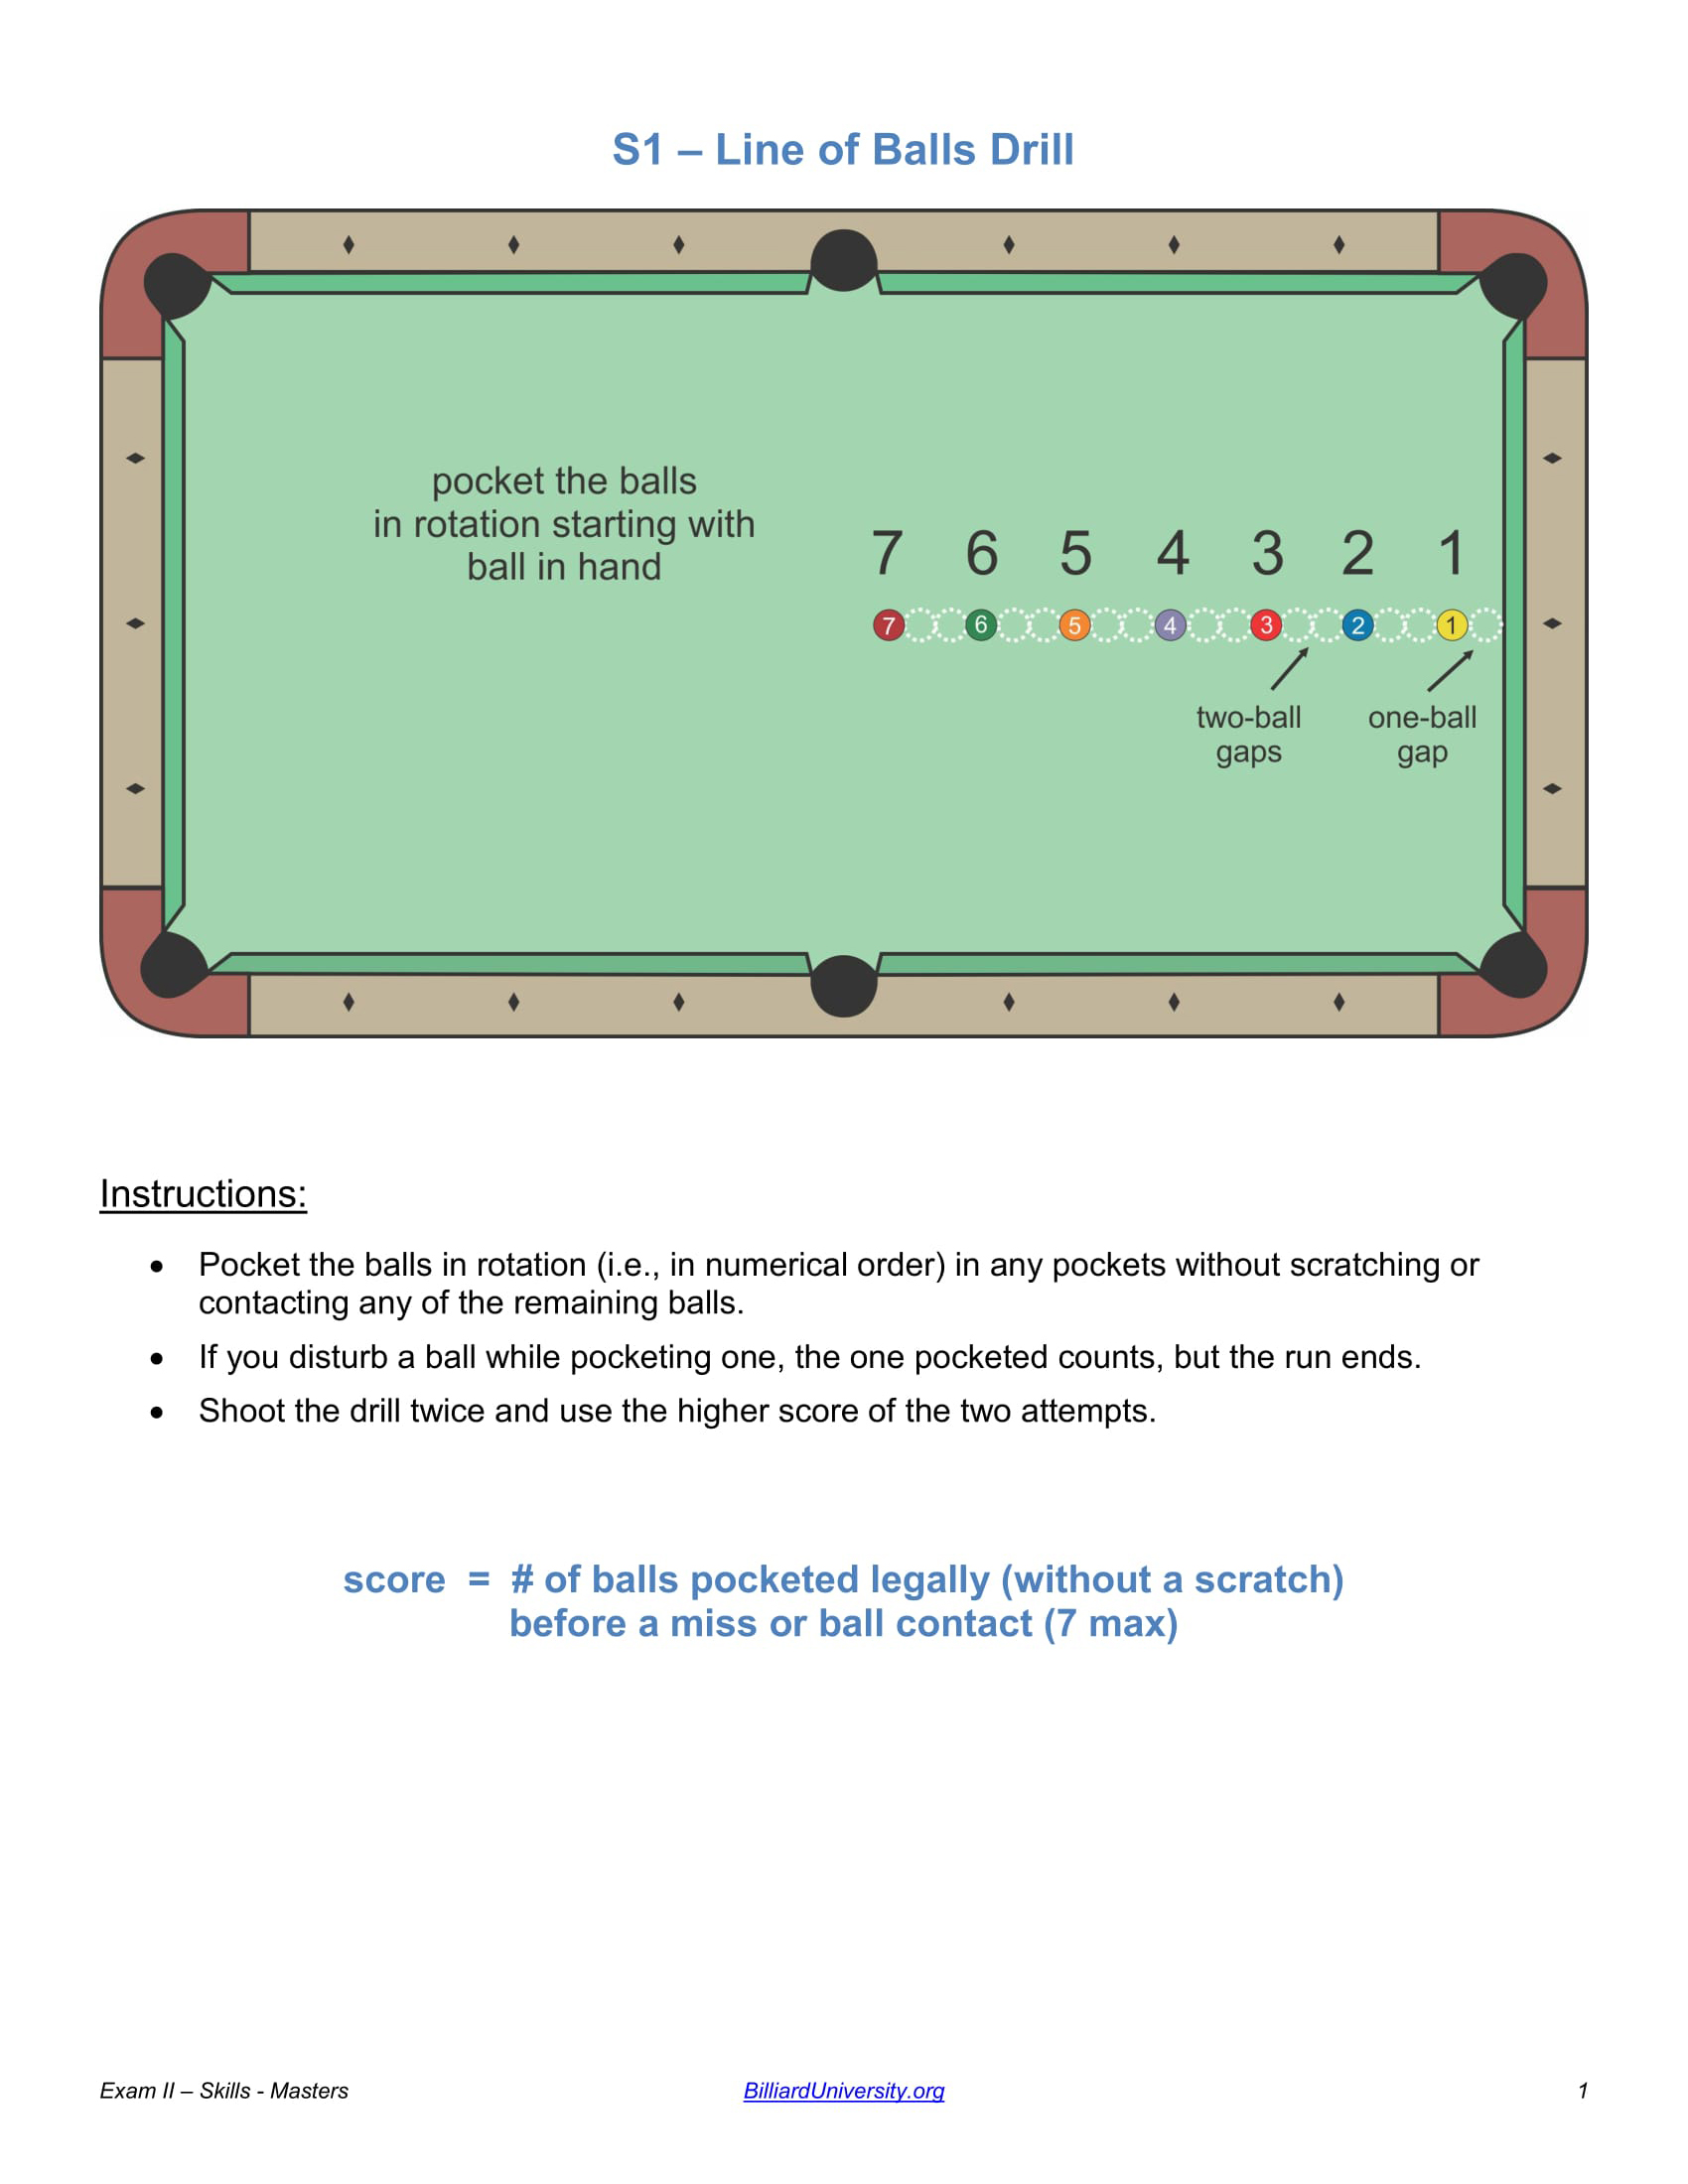 S1 – Line of Balls Drill
pocket the balls
in rotation starting with
ball in hand
7 6 5 4 3 2 1
7 6 5 4 3 2 1
two-ball
gaps
one-ball
gap
Instructions:
• Pocket the balls in rotation (i.e., in numerical order) in any pockets without scratching or
contacting any of the remaining balls.
• If you disturb a ball while pocketing one, the one pocketed counts, but the run ends.
• Shoot the drill twice and use the higher score of the two attempts.
score = # of balls pocketed legally (without a scratch)
before a miss or ball contact (7 max)
Exam II – Skills - Masters BilliardUniversity.org 1